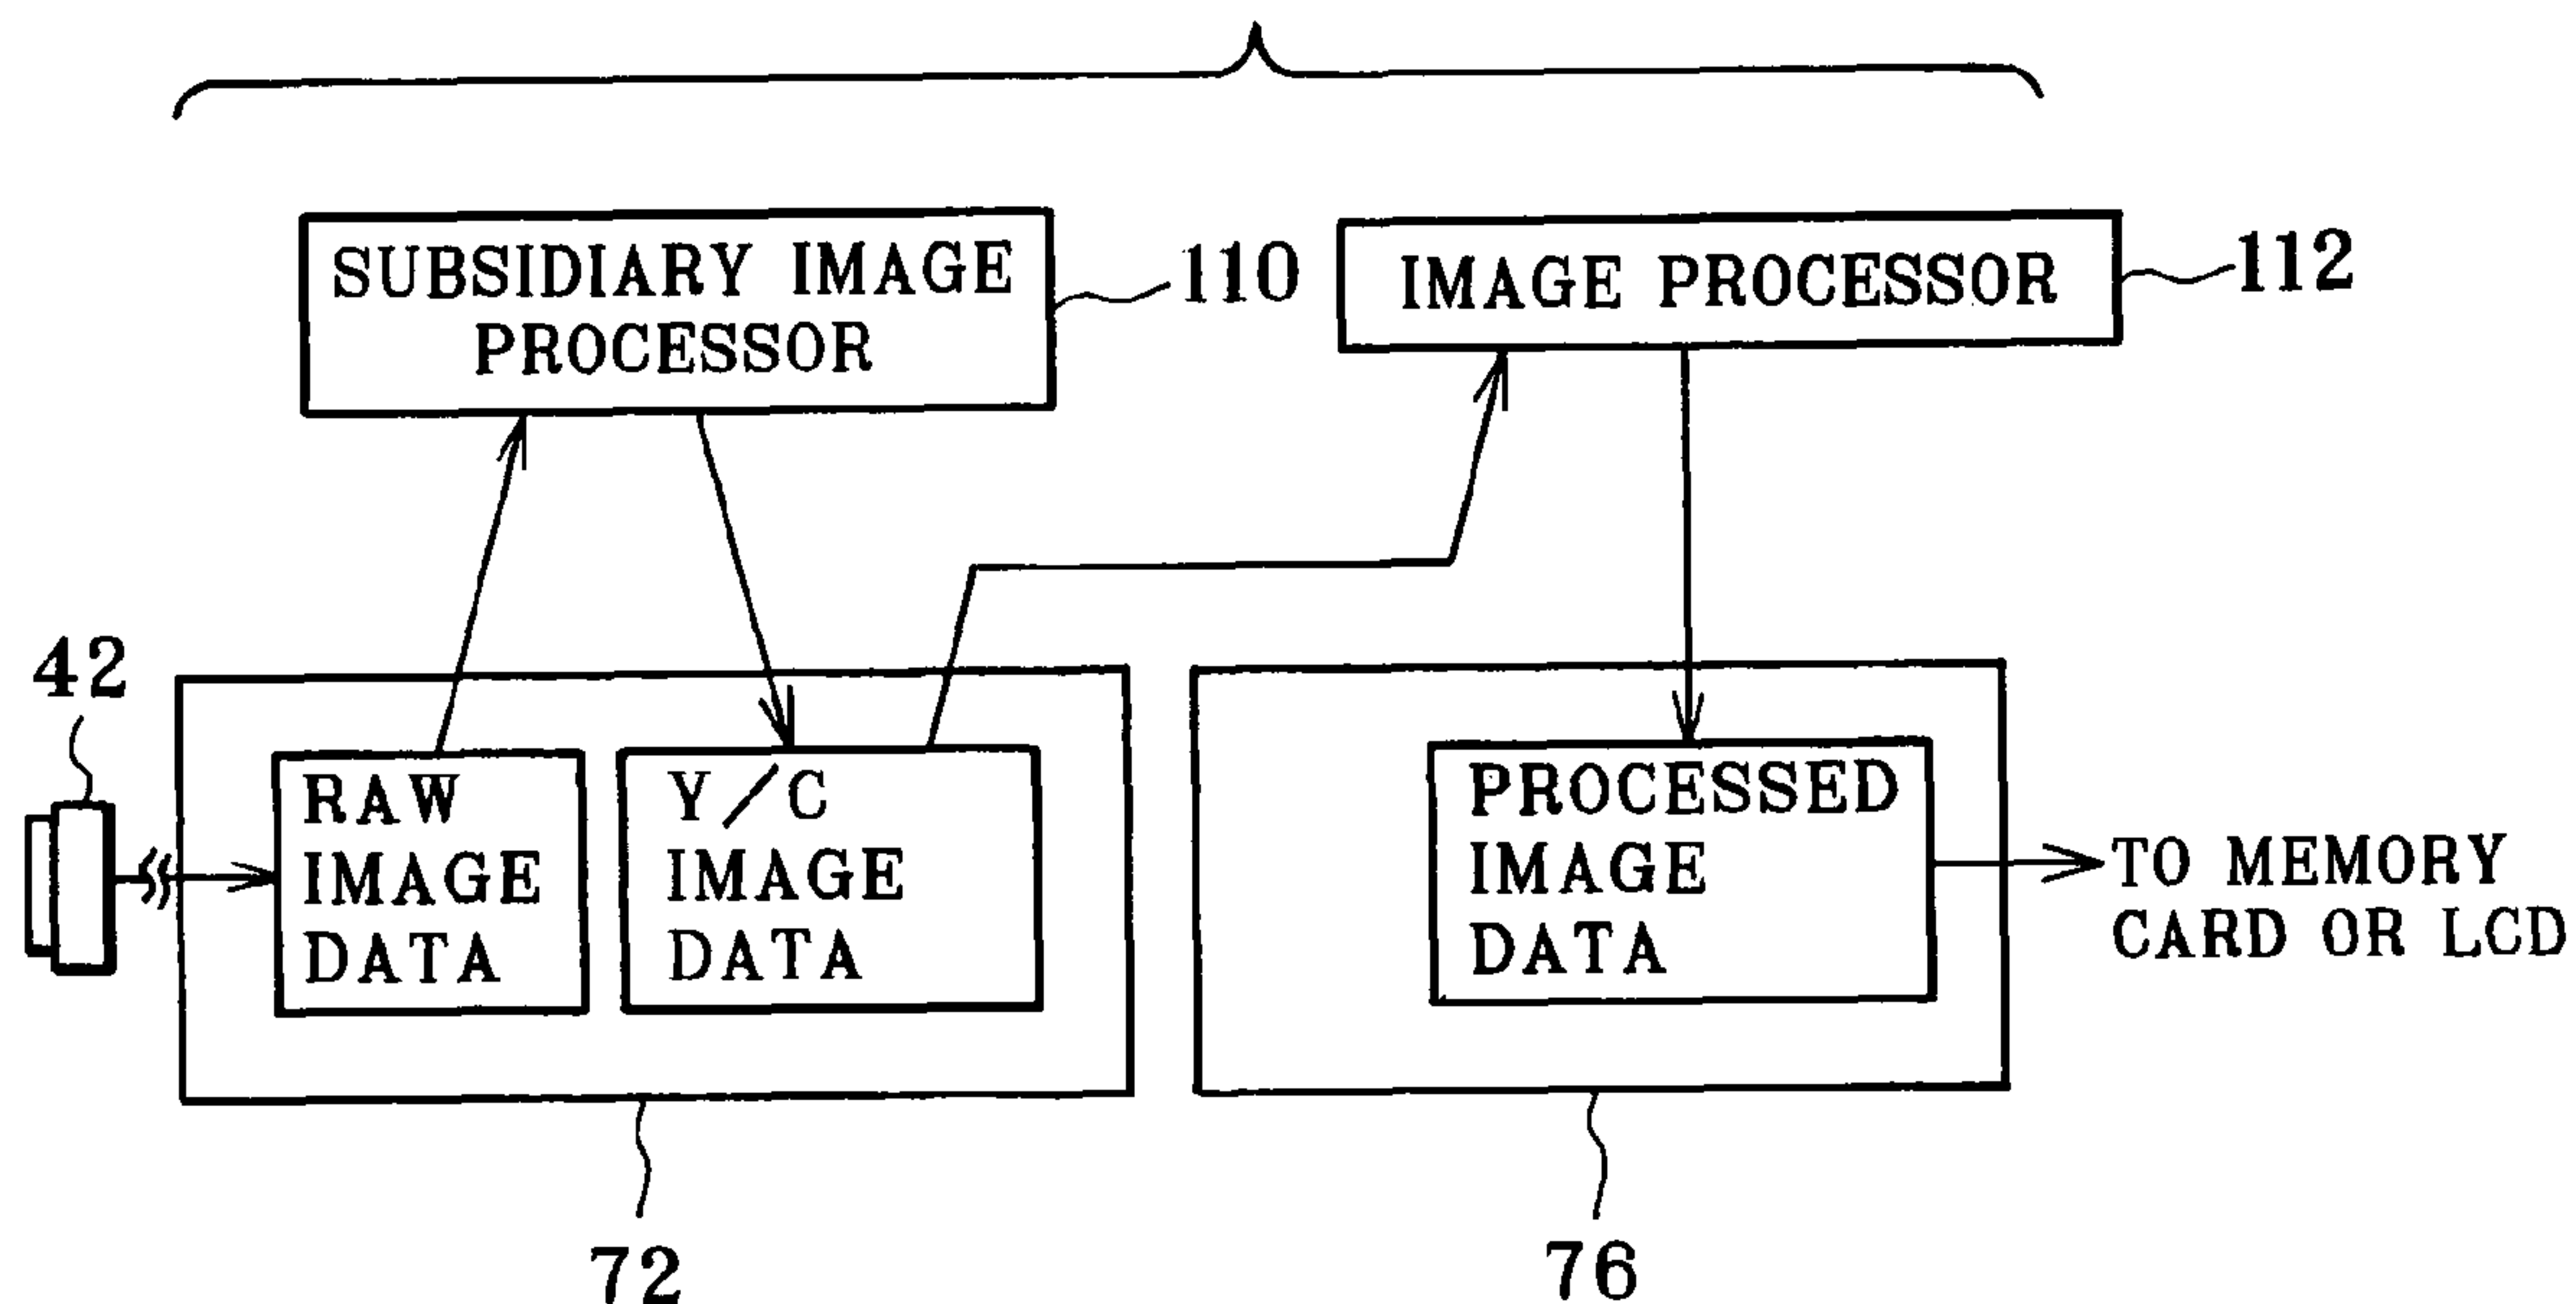 SUBSIDIARY IMAGE
PROCESSOR
110
IMAGE PROCESSOR
112
42
RAW
IMAGE
DATA
Y/C
IMAGE
DATA
PROCESSED
IMAGE
DATA
TO MEMORY
CARD OR LCD
72
76